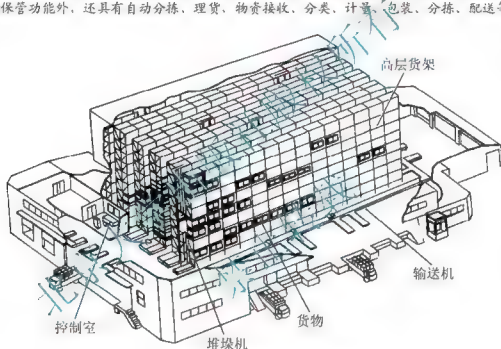 保管功能外，还具有自动分拣、理货、物资接收、分类、计量、包装、分拣、配送
高层货架
输送机
货物
控制室
堆垛机